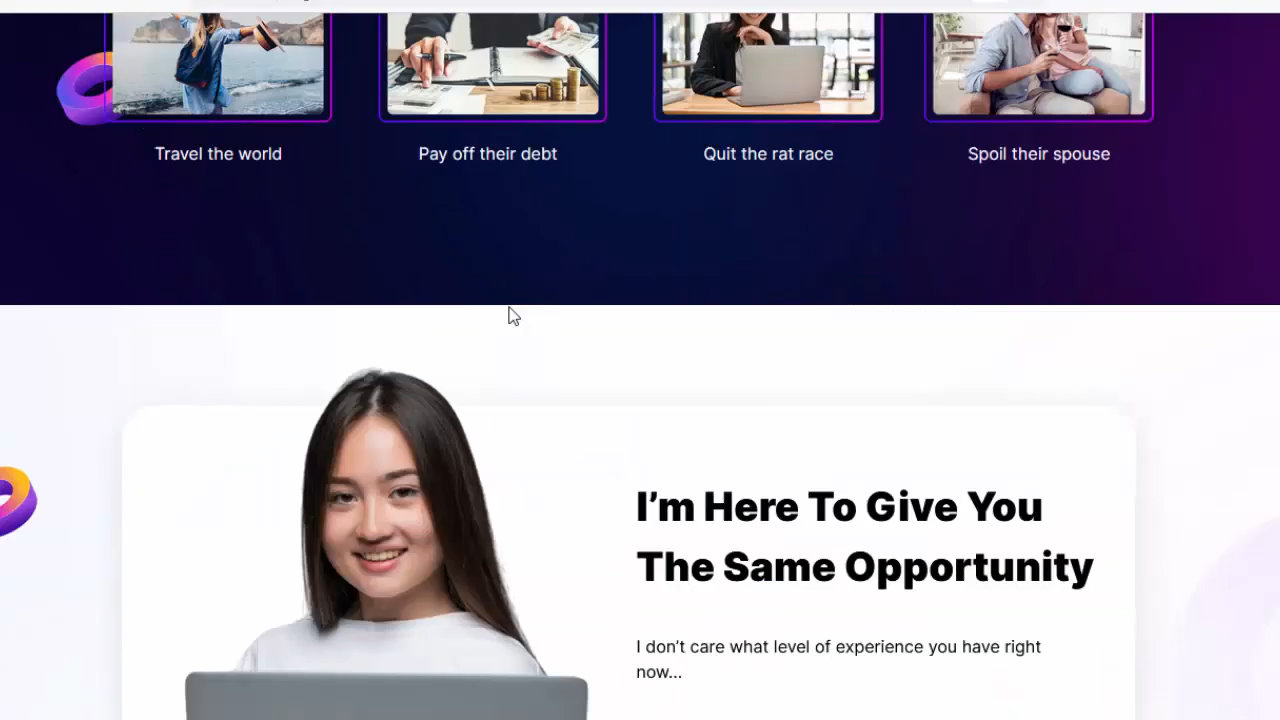 Travel the world
Pay off their debt
Quit the rat race
Spoil their spouse
I’m Here To Give You
The Same Opportunity
I don’t care what level of experience you have right
now...